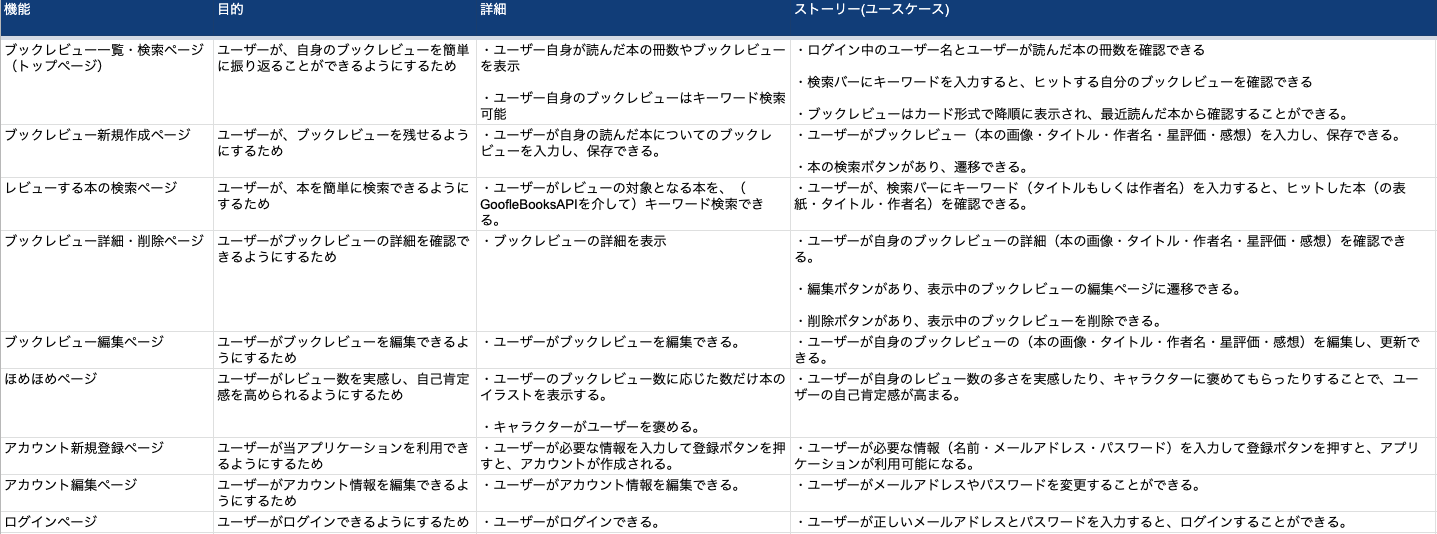 機能 目的 詳細 ストーリー(ユースケース)
ブックレビュー一覧・検索ページ
（トップページ）
ユーザーが、自身のブックレビューを簡単
に振り返ることができるようにするため
・ユーザー自身が読んだ本の冊数やブックレビュー
を表示
・ユーザー自身のブックレビューはキーワード検索
可能
・ログイン中のユーザー名とユーザーが読んだ本の冊数を確認できる
・検索バーにキーワードを入力すると、ヒットする自分のブックレビューを確認できる
・ブックレビューはカード形式で降順に表示され、最近読んだ本から確認することができる。
ブックレビュー新規作成ページ
ユーザーが、ブックレビューを残せるよう
にするため
・ユーザーが自身の読んだ本についてのブックレ
ビューを入力し、保存できる。
・ユーザーがブックレビュー（本の画像・タイトル・作者名・星評価・感想）を入力し、保存できる。
・本の検索ボタンがあり、遷移できる。
レビューする本の検索ページ
ユーザーが、本を簡単に検索できるように
するため
・ユーザーがレビューの対象となる本を、（
GoofleBooksAPIを介して）キーワード検索でき
る。
・ユーザーが、検索バーにキーワード（タイトルもしくは作者名）を入力すると、ヒットした本（の表
紙・タイトル・作者名）を確認できる。
ブックレビュー詳細・削除ページ
ユーザーがブックレビューの詳細を確認で
きるようにするため
・ブックレビューの詳細を表示
・ユーザーが自身のブックレビューの詳細（本の画像・タイトル・作者名・星評価・感想）を確認でき
る。
・編集ボタンがあり、表示中のブックレビューの編集ページに遷移できる。
・削除ボタンがあり、表示中のブックレビューを削除できる。
ブックレビュー編集ページ
ユーザーがブックレビューを編集できるよ
うにするため
・ユーザーがブックレビューを編集できる。
・ユーザーが自身のブックレビューの（本の画像・タイトル・作者名・星評価・感想）を編集し、更新で
きる。
ほめほめページ
ユーザーがレビュー数を実感し、自己肯定
感を高められるようにするため
・ユーザーのブックレビュー数に応じた数だけ本の
イラストを表示する。
・キャラクターがユーザーを褒める。
・ユーザーが自身のレビュー数の多さを実感したり、キャラクターに褒めてもらったりすることで、ユー
ザーの自己肯定感が高まる。
アカウント新規登録ページ
ユーザーが当アプリケーションを利用でき
るようにするため
・ユーザーが必要な情報を入力して登録ボタンを押
すと、アカウントが作成される。
・ユーザーが必要な情報（名前・メールアドレス・パスワード）を入力して登録ボタンを押すと、アプリ
ケーションが利用可能になる。
アカウント編集ページ
ユーザーがアカウント情報を編集できるよ
うにするため
・ユーザーがアカウント情報を編集できる。
・ユーザーがメールアドレスやパスワードを変更することができる。
ログインページ
ユーザーがログインできるようにするため
・ユーザーがログインできる。
・ユーザーが正しいメールアドレスとパスワードを入力すると、ログインすることができる。